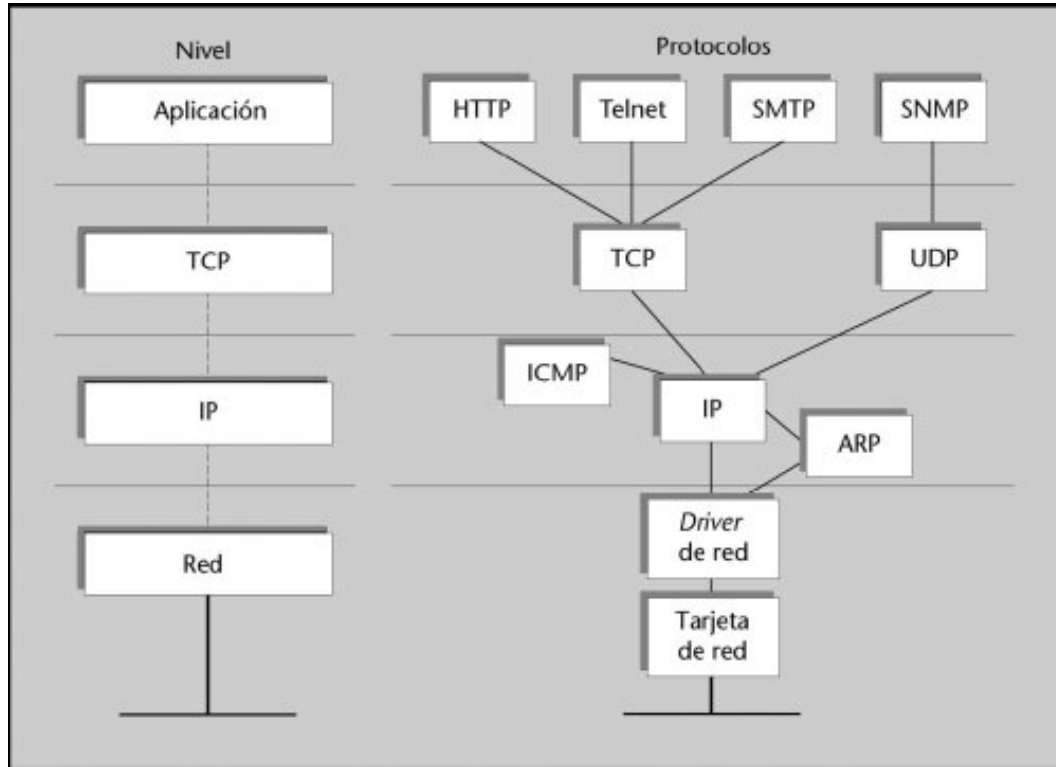 Nivel
Protocolos
Aplicación
HTTP
Telnet
SMTP
SNMP
TCP
TCP
UDP
IP
ICMP
IP
ARP
Red
Driver
de red
Tarjeta
de red